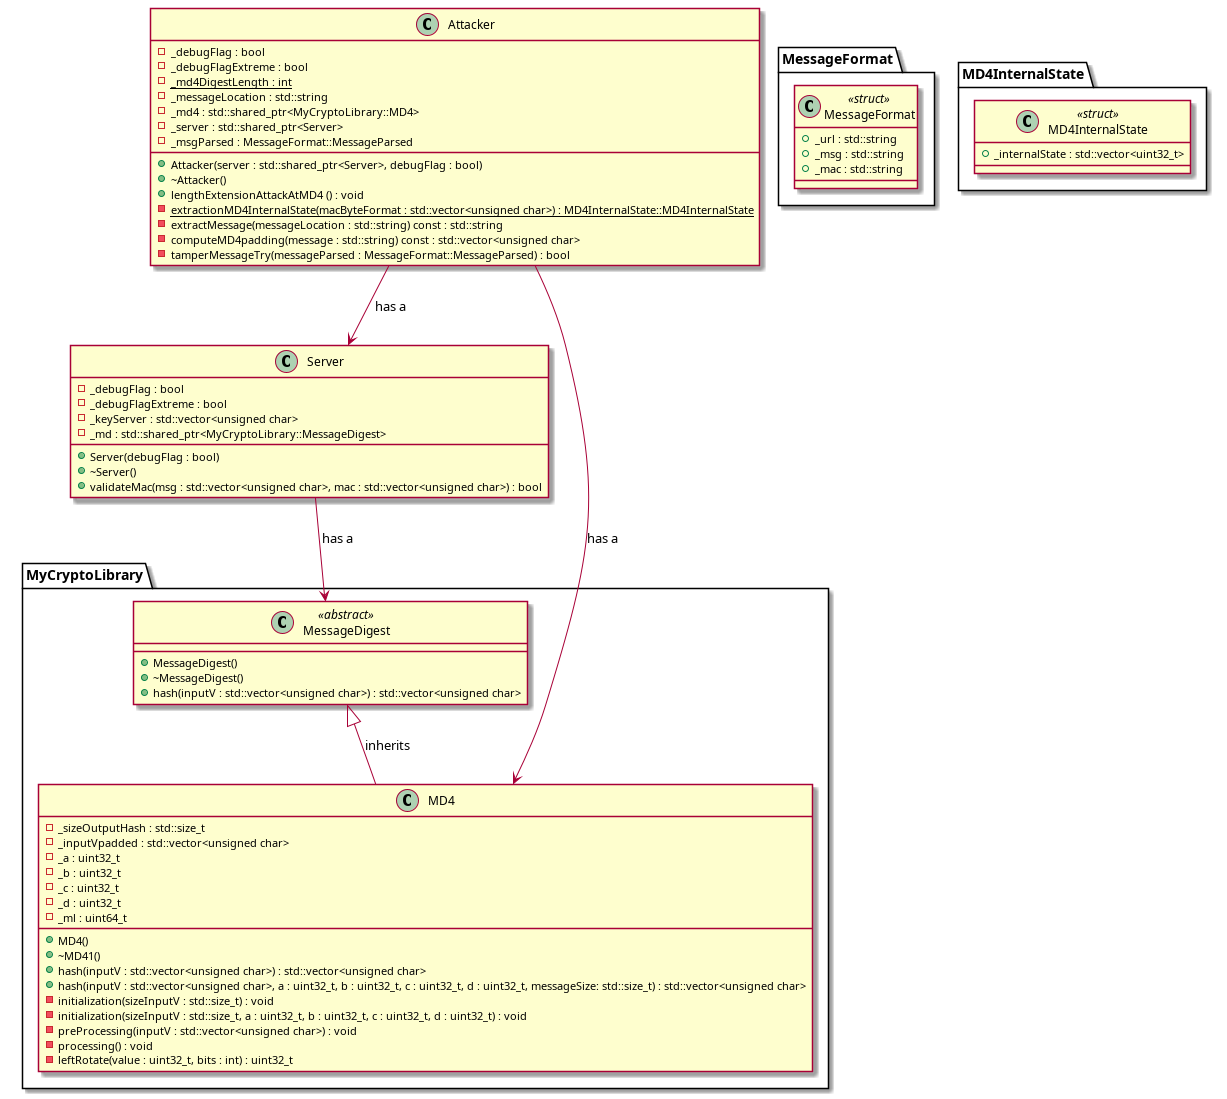 C Attacker
_debugFlag : bool
_debugFlagExtreme : bool
_md4DigestLength : int
_messageLocation : std::string
_md4 : std::shared_ptr<MyCryptoLibrary::MD4>
_server : std::shared_ptr<Server>
_msgParsed : MessageFormat::MessageParsed
Attacker(server : std::shared_ptr<Server>, debugFlag : bool)
~Attacker()
lengthExtensionAttackAtMD4 () : void
extractionMD4InternalState(macByteFormat : std::vector<unsigned char>) : MD4InternalState::MD4InternalState
extractMessage(messageLocation : std::string) const : std::string
computeMD4padding(message : std::string) const : std::vector<unsigned char>
tamperMessageTry(messageParsed : MessageFormat::MessageParsed) : bool
MessageFormat
«struct»
C MessageFormat
_url : std::string
_msg : std::string
_mac : std::string
MD4InternalState
«struct»
C MD4InternalState
_internalState : std::vector<uint32_t>
has a
C Server
_debugFlag : bool
_debugFlagExtreme : bool
_keyServer : std::vector<unsigned char>
_md : std::shared_ptr<MyCryptoLibrary::MessageDigest>
Server(debugFlag : bool)
~Server()
validateMac(msg : std::vector<unsigned char>, mac : std::vector<unsigned char>) : bool
has a
has a
MyCryptoLibrary
«abstract»
C MessageDigest
MessageDigest()
~MessageDigest()
hash(inputV : std::vector<unsigned char>) : std::vector<unsigned char>
inherits
C MD4
_sizeOutputHash : std::size_t
_inputVpadded : std::vector<unsigned char>
_a : uint32_t
_b : uint32_t
_c : uint32_t
_d : uint32_t
_ml : uint64_t
MD4()
~MD41()
hash(inputV : std::vector<unsigned char>) : std::vector<unsigned char>
hash(inputV : std::vector<unsigned char>, a : uint32_t, b : uint32_t, c : uint32_t, d : uint32_t, messageSize: std::size_t) : std::vector<unsigned char>
initialization(sizeInputV : std::size_t) : void
initialization(sizeInputV : std::size_t, a : uint32_t, b : uint32_t, c : uint32_t, d : uint32_t) : void
preProcessing(inputV : std::vector<unsigned char>) : void
processing() : void
leftRotate(value : uint32_t, bits : int) : uint32_t